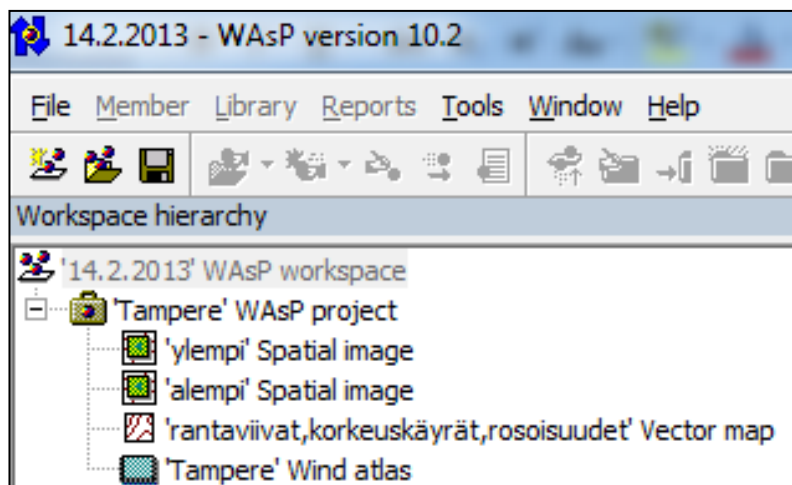 14.2.2013 - WAsP version 10.2
File Member Library Reports Tools Window Help
Workspace hierarchy
'14.2.2013' WAsP workspace
'Tampere' WAsP project
'ylempi' Spatial image
'alempi' Spatial image
'rantaviivat,korkeuskäyrät,rosoisuudet' Vector map
'Tampere' Wind atlas